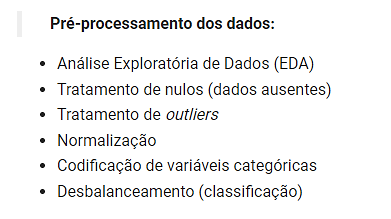 Pré-processamento dos dados:
• Análise Exploratória de Dados (EDA)
• Tratamento de nulos (dados ausentes)
• Tratamento de outliers
• Normalização
• Codificação de variáveis categóricas
• Desbalanceamento (classificação)